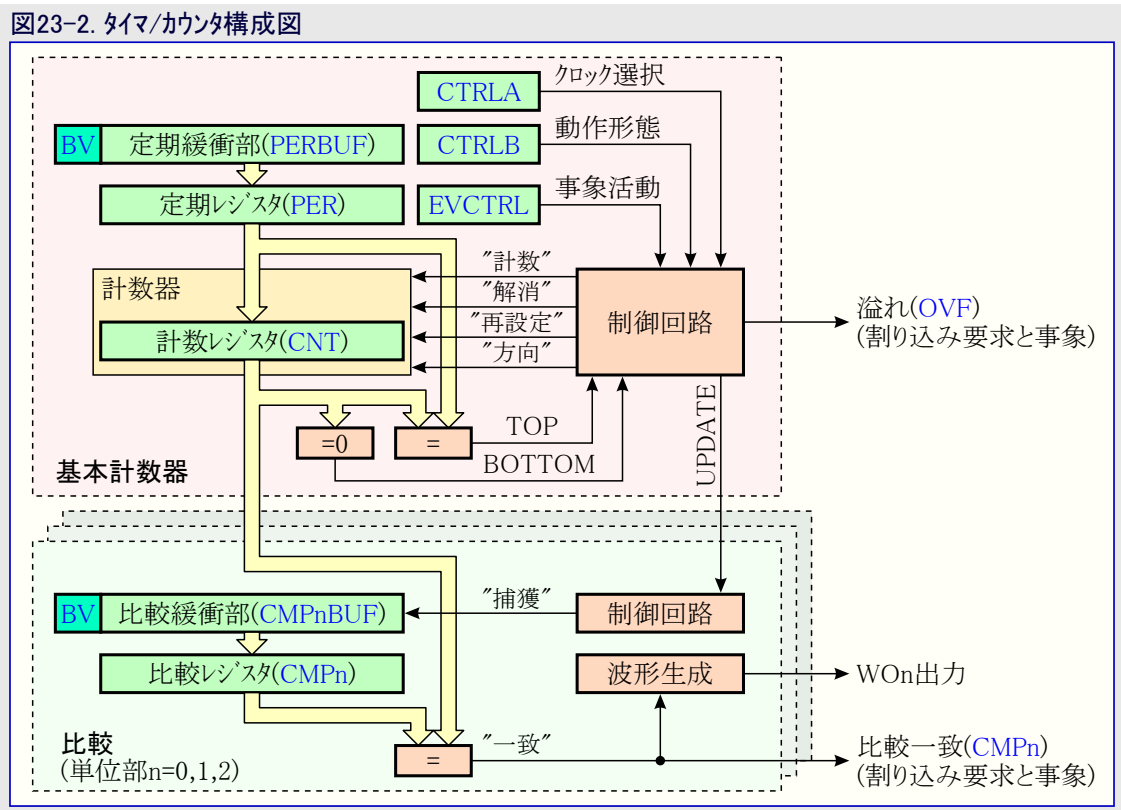 図23-2. タイマ/カウンタ構成図
CTRLA
クロック選択
BV
定期緩衝部(PERBUF)
CTRLB
動作形態
定期レジスタ(PER)
EVCTRL
事象活動
計数器
計数レジスタ(CNT)
"計数"
"解消"
"再設定"
"方向"
制御回路
溢れ(OVF)
(割り込み要求と事象)
=0
=
TOP
BOTTOM
UPDATE
基本計数器
BV
比較緩衝部(CMPnBUF)
"捕獲"
制御回路
比較レジスタ(CMPn)
波形生成
WOn出力
比較
(単位部n=0,1,2)
=
"一致"
比較一致(CMPn)
(割り込み要求と事象)